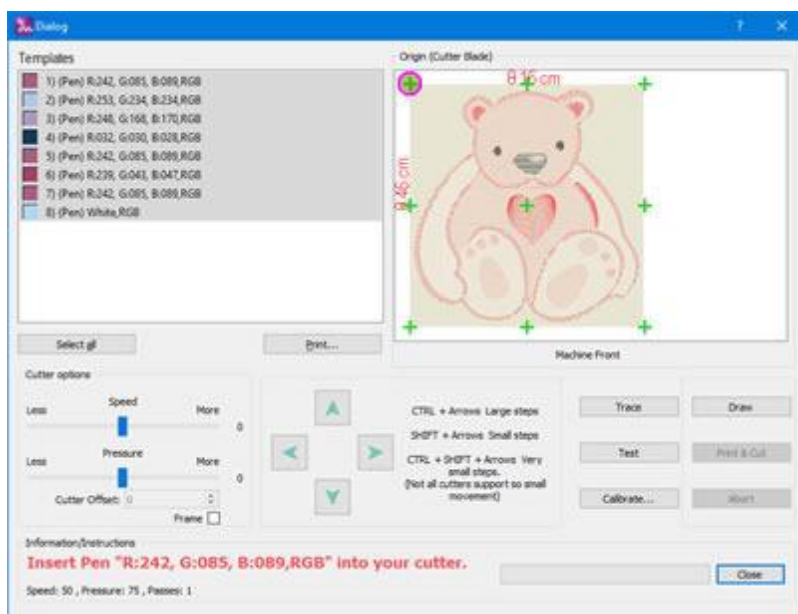 Dialog
Templates
1) (Pen) R:242, G:085, B:089,RGB
2) (Pen) R:253, G:234, B:234,RGB
3) (Pen) R:248, G:168, B:170,RGB
4) (Pen) R:032, G:030, B:028,RGB
5) (Pen) R:242, G:085, B:089,RGB
6) (Pen) R:239, G:043, B:047,RGB
7) (Pen) R:242, G:085, B:089,RGB
8) (Pen) White,RGB
Select all
Print...
Origin (Cutter Blade)
cm
cm
Machine Front
Cutter options
Speed
Less
More
0
Pressure
Less
More
0
Cutter Offset: 0
Frame
CTRL + Arrows Large steps
SHIFT + Arrows Small steps
CTRL + SHIFT + Arrows Very
small steps.
(Not all cutters support so small
movement)
Trace
Draw
Test
Print & Cut
Calibrate...
Abort
Information/Instructions
Insert Pen "R:242, G:085, B:089,RGB" into your cutter.
Speed: 50 , Pressure: 75 , Passes: 1
Close